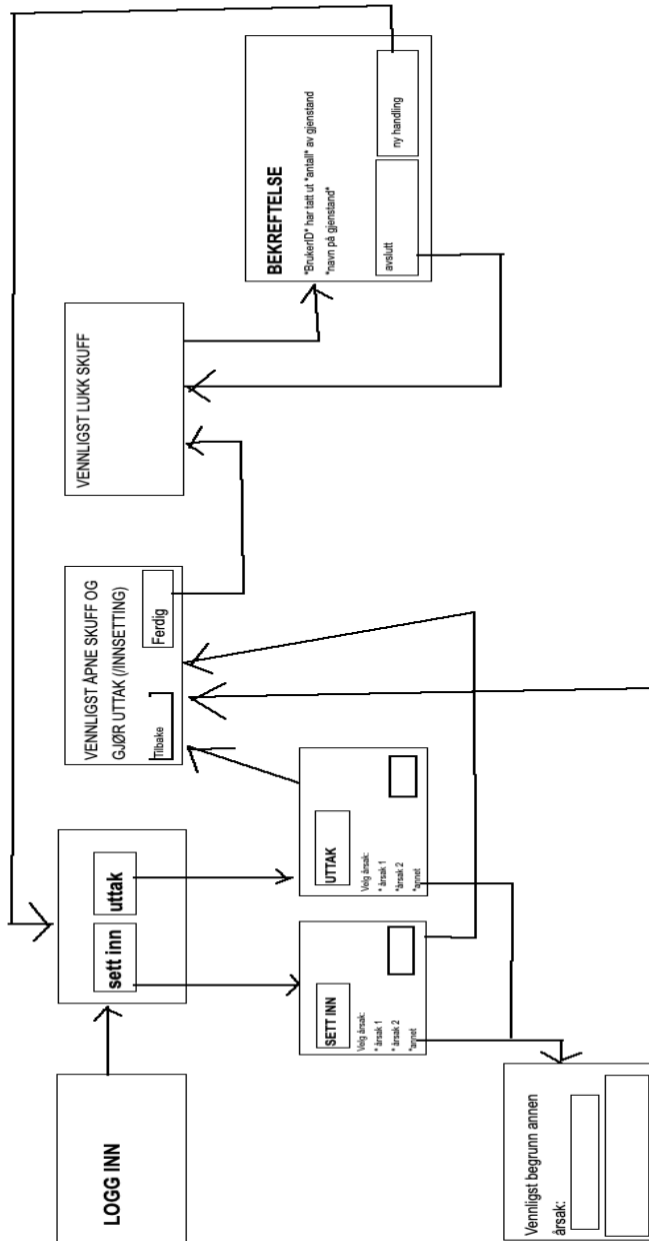 LOGG INN
sett inn
uttak
SETT INN
Velg årsak:
* årsak 1
* årsak 2
*annet
UTTAK
Velg årsak:
* årsak 1
*årsak 2
*annet
Vennligst begrunn annen
årsak:
VENNLIGST ÅPNE SKUFF OG
GJØR UTTAK (/INNSETTING)
Tilbake
Ferdig
VENNLIGST LUKK SKUFF
BEKREFTELSE
*BrukerID* har tatt ut *antall* av gjenstand
*navn på gjenstand*
avslutt
ny handling